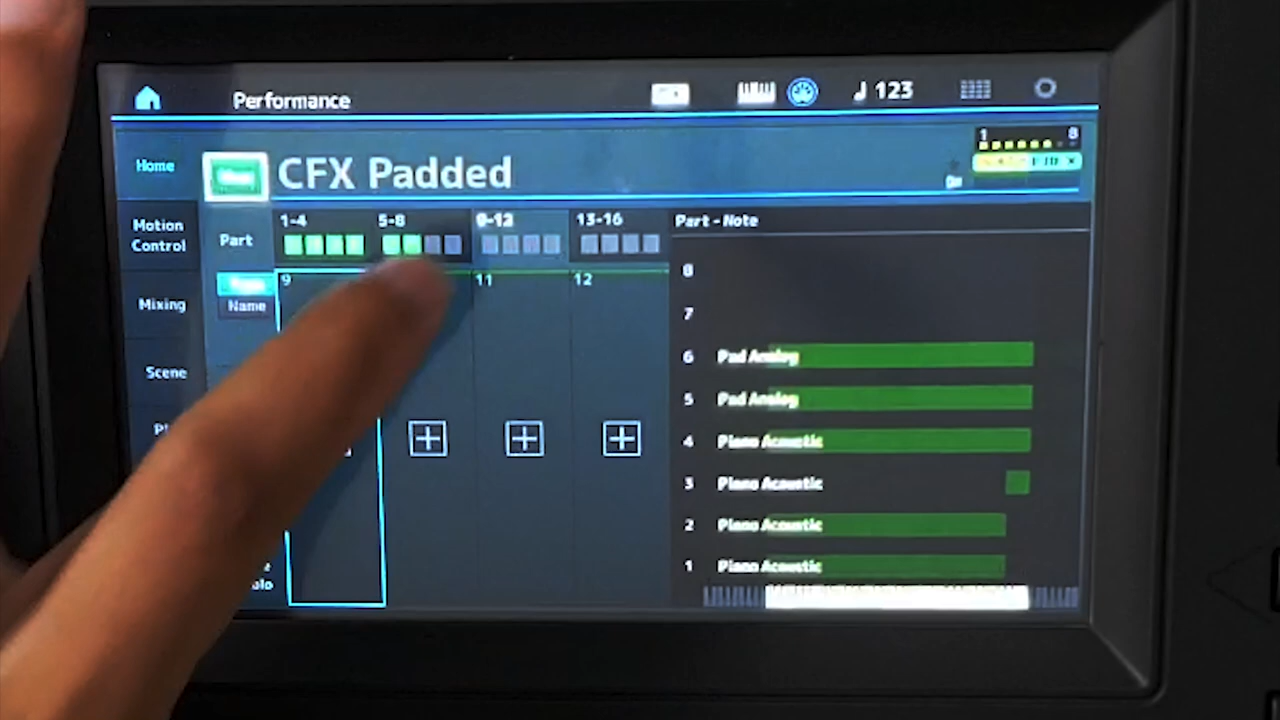 Performance
♩ 123
Home
CFX Padded
1 8
Motion
Control
Part
1-4
5-8
9-12
13-16
Part - Note
Name
9
11
12
8
7
Mixing
6 Pad Analog
Scene
5 Pad Analog
4 Piano Acoustic
3 Piano Acoustic
2 Piano Acoustic
1 Piano Acoustic